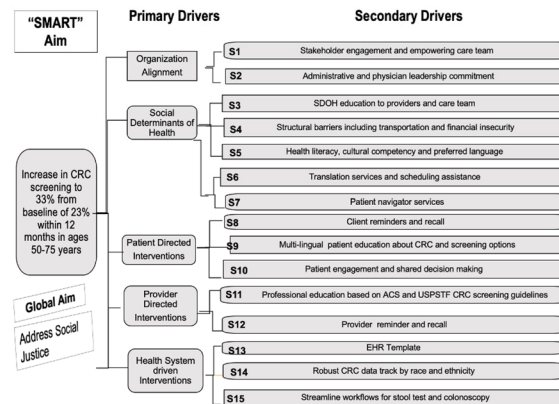 “SMART”
Aim
Primary Drivers
Secondary Drivers
Organization
Alignment
S1 Stakeholder engagement and empowering care team
S2 Administrative and physician leadership commitment
Social
Determinants of
Health
S3 SDOH education to providers and care team
S4 Structural barriers including transportation and financial insecurity
S5 Health literacy, cultural competency and preferred language
S6 Translation services and scheduling assistance
S7 Patient navigator services
Increase in CRC
screening to
33% from
baseline of 23%
within 12
months in ages
50-75 years
Patient Directed
Interventions
S8 Client reminders and recall
S9 Multi-lingual patient education about CRC and screening options
S10 Patient engagement and shared decision making
Global Aim
Address Social
Justice
Provider
Directed
Interventions
S11 Professional education based on ACS and USPSTF CRC screening guidelines
S12 Provider reminder and recall
Health System
driven
Interventions
S13 EHR Template
S14 Robust CRC data track by race and ethnicity
S15 Streamline workflows for stool test and colonoscopy